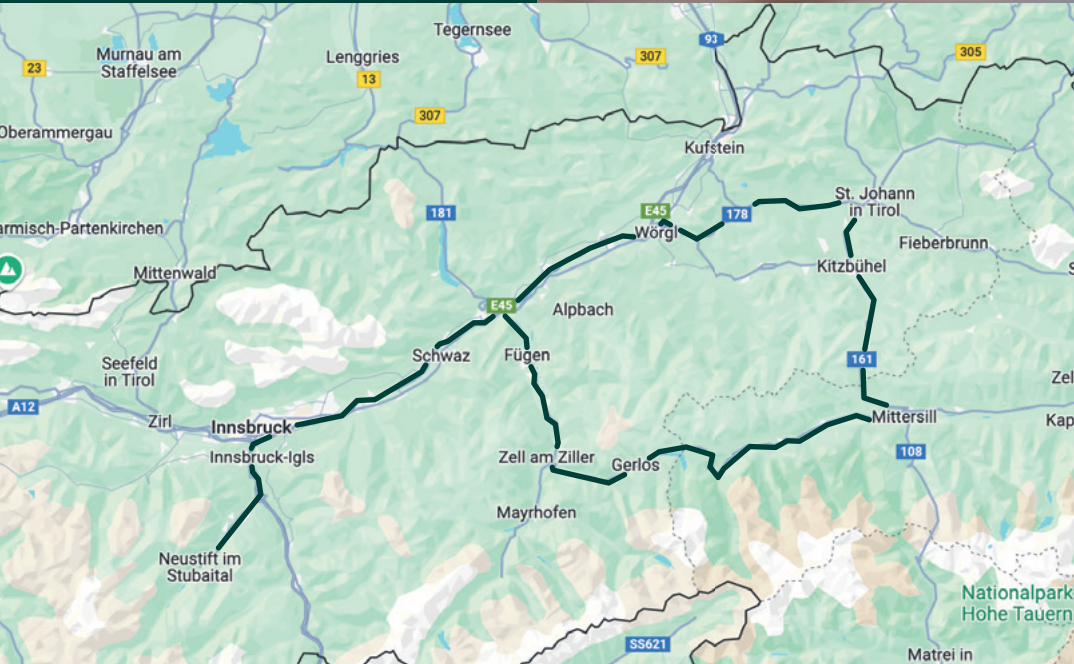 Tegernsee
93
Murnau am
Staffelsee
Lenggries
307
305
23
13
307
Oberammergau
Kufstein
St. Johann
in Tirol
181
E45
178
armisch-Partenkirchen
Wörgl
Fieberbrunn
Mittenwald
Kitzbühel
S
E45
Alpbach
Schwaz
Fügen
161
Seefeld
in Tirol
Zel
A12
Zirl
Innsbruck
Mittersill
Kap
Innsbruck-Igls
Zell am Ziller
Gerlos
108
Mayrhofen
Neustift im
Stubaital
Nationalpark
Hohe Tauern
SS621
Matrei in